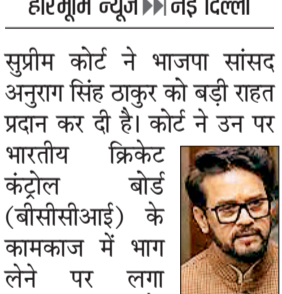 हरिभूमि न्यूज ▶▶| नई दिल्ली
सुप्रीम कोर्ट ने भाजपा सांसद
अनुराग सिंह ठाकुर को बड़ी राहत
प्रदान कर दी है। कोर्ट ने उन पर
भारतीय क्रिकेट
कंट्रोल बोर्ड
(बीसीसीआई) के
कामकाज में भाग
लेने पर लगा